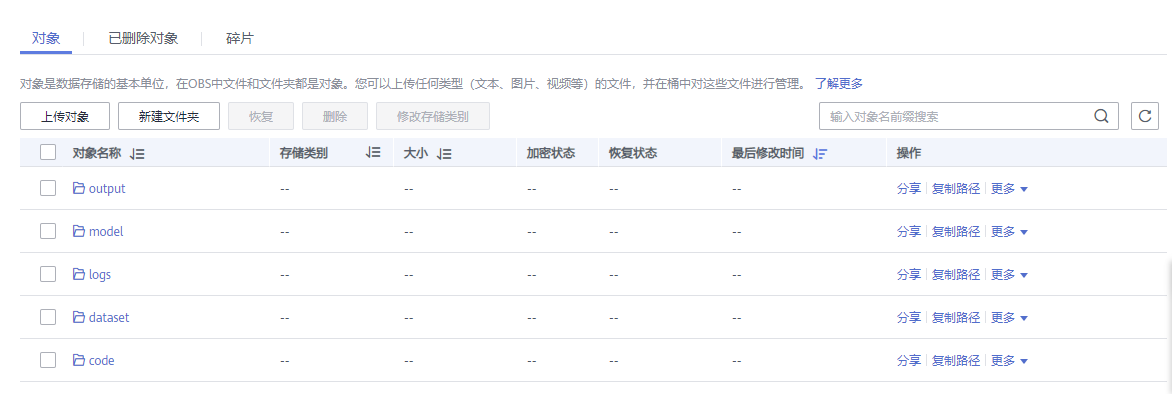 对象 已删除对象 碎片
对象是数据存储的基本单位，在OBS中文件和文件夹都是对象。您可以上传任何类型（文本、图片、视频等）的文件，并在桶中对这些文件进行管理。 了解更多
上传对象 新建文件夹 恢复 删除 修改存储类别 输入对象名前缀搜索
对象名称 存储类别 大小 加密状态 恢复状态 最后修改时间 操作
output -- -- -- -- -- 分享 复制路径 更多
model -- -- -- -- -- 分享 复制路径 更多
logs -- -- -- -- -- 分享 复制路径 更多
dataset -- -- -- -- -- 分享 复制路径 更多
code -- -- -- -- -- 分享 复制路径 更多